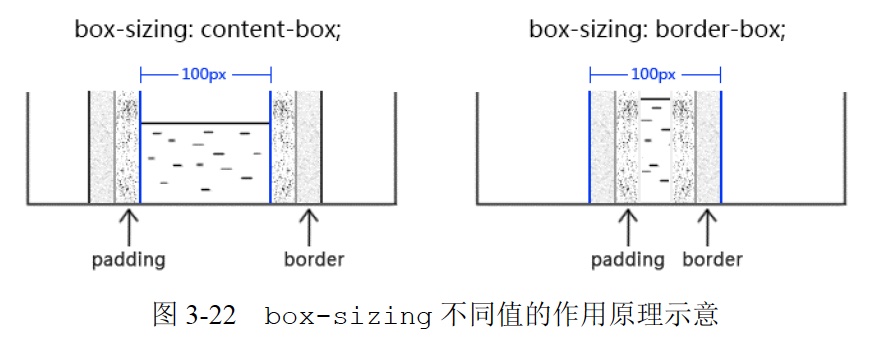 box-sizing: content-box;
box-sizing: border-box;
100px
100px
padding
border
padding
border
图 3-22 box-sizing 不同值的作用原理示意